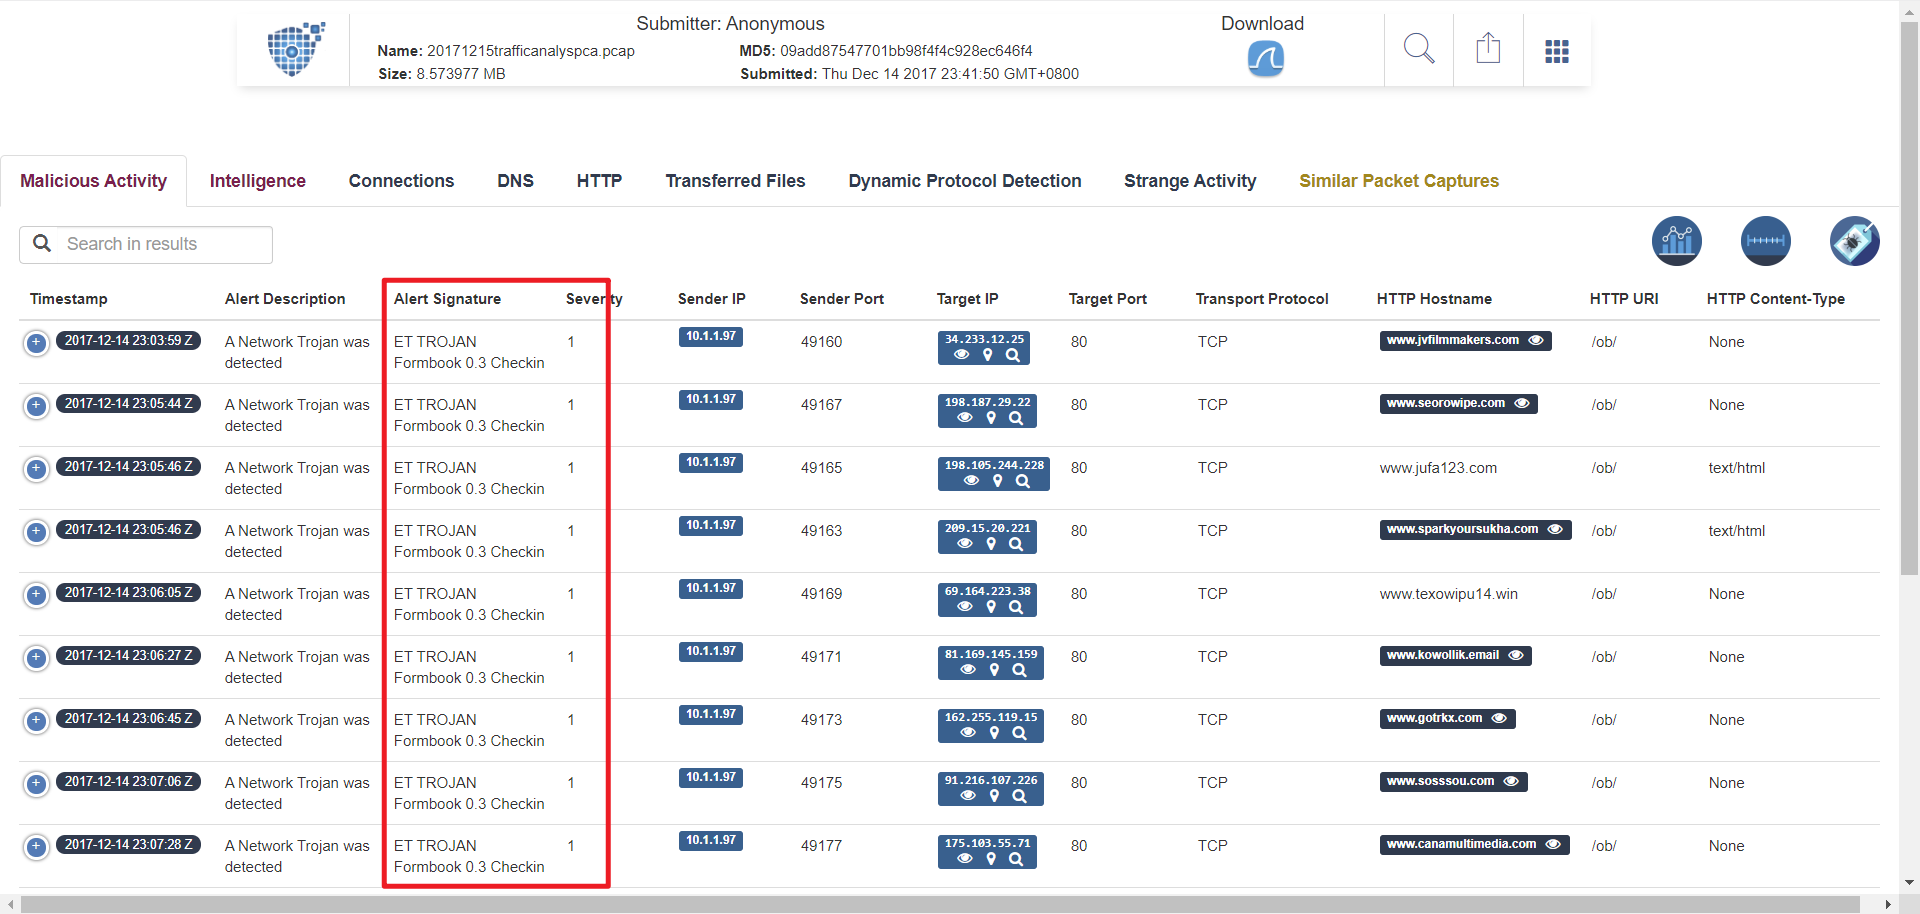 Submitter: Anonymous
Download
Name: 20171215trafficanalyspca.pcap
MD5: 09add87547701bb98f4f4c928ec646f4
Size: 8.573977 MB
Submitted: Thu Dec 14 2017 23:41:50 GMT+0800
Malicious Activity Intelligence Connections DNS HTTP Transferred Files Dynamic Protocol Detection Strange Activity Similar Packet Captures
Search in results
Timestamp Alert Description Alert Signature Severity Sender IP Sender Port Target IP Target Port Transport Protocol HTTP Hostname HTTP URI HTTP Content-Type
2017-12-14 23:03:59 Z A Network Trojan was ET TROJAN 1 10.1.1.97 49160 34.233.12.25 80 TCP www.jvfilmmakers.com /ob/ None
detected Formbook 0.3 Checkin
2017-12-14 23:05:44 Z A Network Trojan was ET TROJAN 1 10.1.1.97 49167 198.187.29.22 80 TCP www.seorowipe.com /ob/ None
detected Formbook 0.3 Checkin
2017-12-14 23:05:46 Z A Network Trojan was ET TROJAN 1 10.1.1.97 49165 198.105.244.228 80 TCP www.jufa123.com /ob/ text/html
detected Formbook 0.3 Checkin
2017-12-14 23:05:46 Z A Network Trojan was ET TROJAN 1 10.1.1.97 49163 209.15.20.221 80 TCP www.sparkyoursukha.com /ob/ text/html
detected Formbook 0.3 Checkin
2017-12-14 23:06:05 Z A Network Trojan was ET TROJAN 1 10.1.1.97 49169 69.164.223.38 80 TCP www.texowipu14.win /ob/ None
detected Formbook 0.3 Checkin
2017-12-14 23:06:27 Z A Network Trojan was ET TROJAN 1 10.1.1.97 49171 81.169.145.159 80 TCP www.kowollik.email /ob/ None
detected Formbook 0.3 Checkin
2017-12-14 23:06:45 Z A Network Trojan was ET TROJAN 1 10.1.1.97 49173 162.255.119.15 80 TCP www.gotrkx.com /ob/ None
detected Formbook 0.3 Checkin
2017-12-14 23:07:06 Z A Network Trojan was ET TROJAN 1 10.1.1.97 49175 91.216.107.226 80 TCP www.sosssou.com /ob/ None
detected Formbook 0.3 Checkin
2017-12-14 23:07:28 Z A Network Trojan was ET TROJAN 1 10.1.1.97 49177 175.103.55.71 80 TCP www.canamultimedia.com /ob/ None
detected Formbook 0.3 Checkin